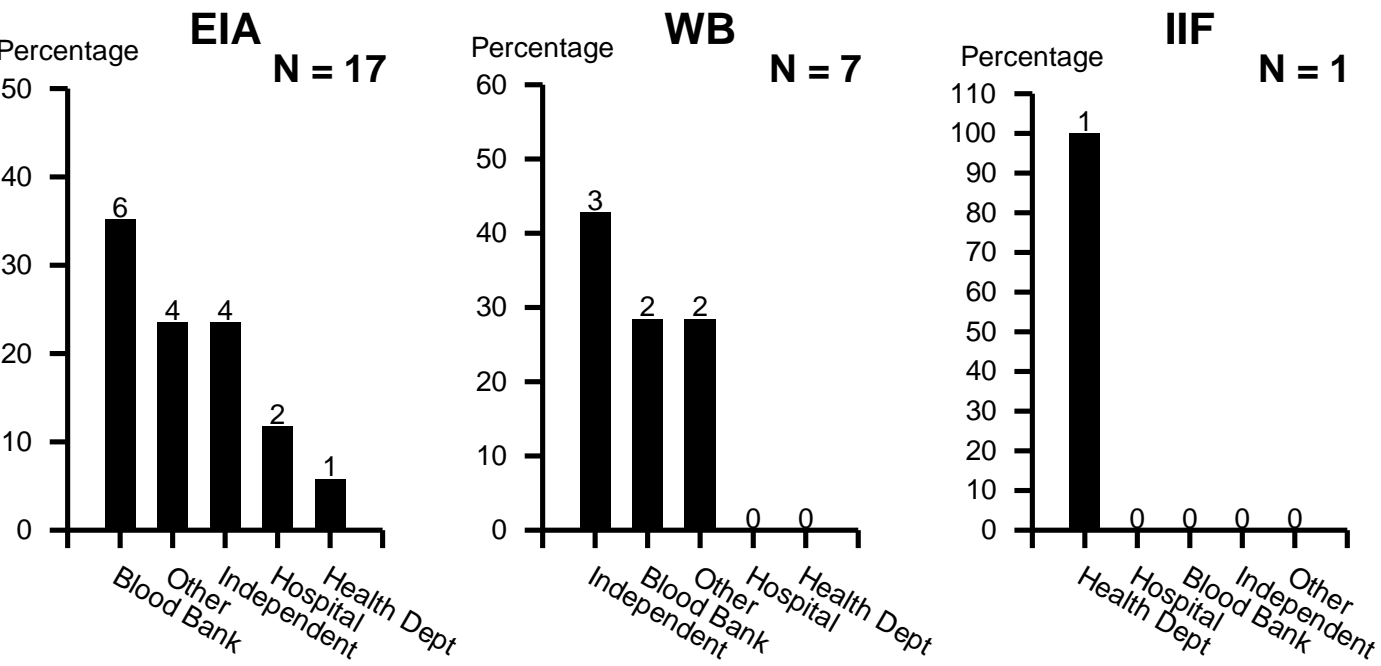 EIA
Percentage
N = 17
50
40
30
20
10
0
6
4
4
2
1
Blood Bank
Other
Independent
Hospital
Health Dept
WB
Percentage
N = 7
60
50
40
30
20
10
0
3
2
2
0
0
Independent
Blood Bank
Other
Hospital
Health Dept
IIF
Percentage
N = 1
110
100
90
80
70
60
50
40
30
20
10
0
1
0
0
0
0
Health Dept
Hospital
Blood Bank
Independent
Other